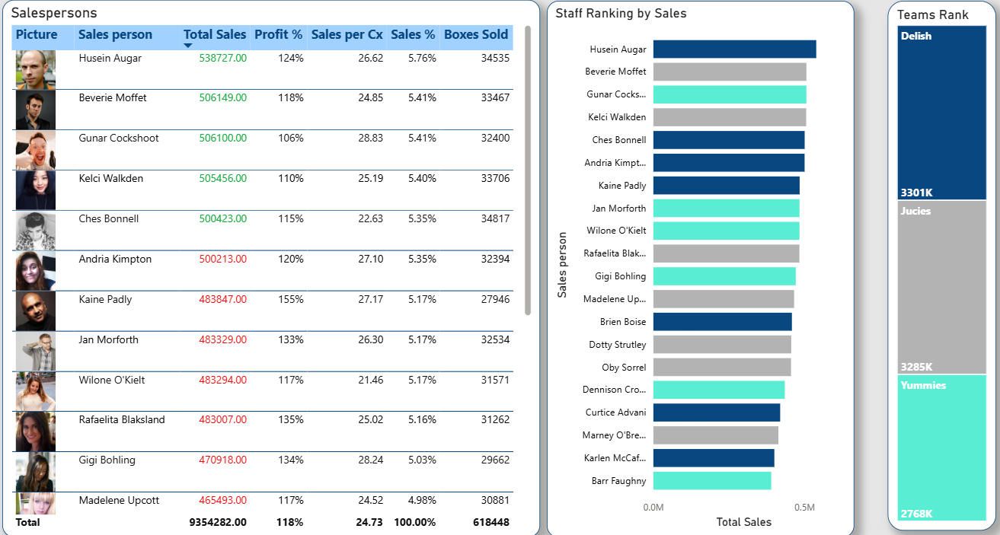 Salespersons
Picture Sales person Total Sales Profit % Sales per Cx Sales % Boxes Sold
Husein Augar 538727.00 124% 26.62 5.76% 34535
Beverie Moffet 506149.00 118% 24.85 5.41% 33467
Gunar Cockshoot 506100.00 106% 28.83 5.41% 32400
Kelci Walkden 505456.00 110% 25.19 5.40% 33706
Ches Bonnell 500423.00 115% 22.63 5.35% 34817
Andria Kimpton 500213.00 120% 27.10 5.35% 32394
Kaine Padly 483847.00 155% 27.17 5.17% 27946
Jan Morforth 483329.00 133% 26.30 5.17% 32534
Wilone O'Kielt 483294.00 117% 21.46 5.17% 31571
Rafaelita Blaksland 483007.00 135% 25.02 5.16% 31262
Gigi Bohling 470918.00 134% 28.24 5.03% 29662
Madelene Upcott 465493.00 117% 24.52 4.98% 30881
Total 9354282.00 118% 24.73 100.00% 618448
Staff Ranking by Sales
Sales person
Husein Augar
Beverie Moffet
Gunar Cocks...
Kelci Walkden
Ches Bonnell
Andria Kimpt...
Kaine Padly
Jan Morforth
Wilone O'Kielt
Rafaelita Blak...
Gigi Bohling
Madelene Up...
Brien Boise
Dotty Strutley
Oby Sorrel
Dennison Cro...
Curtice Advani
Marney O'Bre...
Karlen McCaf...
Barr Faughny
0.0M 0.5M
Total Sales
Teams Rank
Delish
3301K
Jucies
3285K
Yummies
2768K